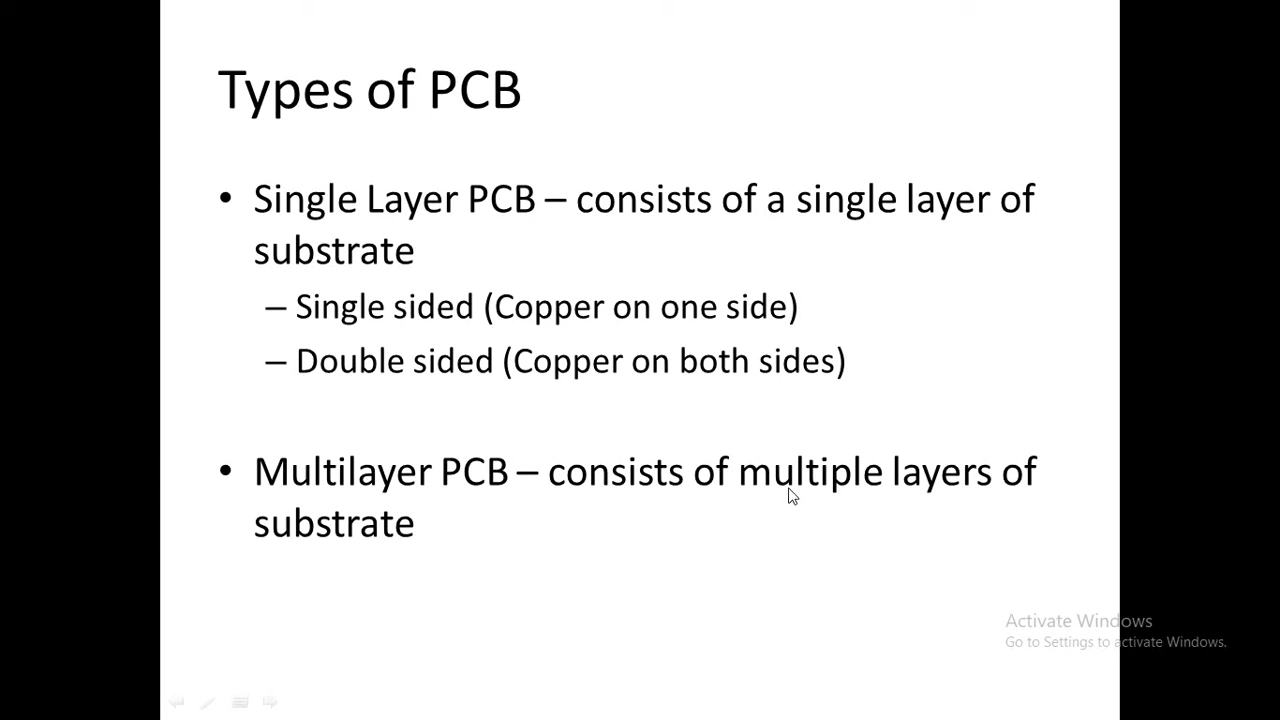 Types of PCB
• Single Layer PCB – consists of a single layer of
substrate
– Single sided (Copper on one side)
– Double sided (Copper on both sides)
• Multilayer PCB – consists of multiple layers of
substrate
Activate Windows
Go to Settings to activate Windows.